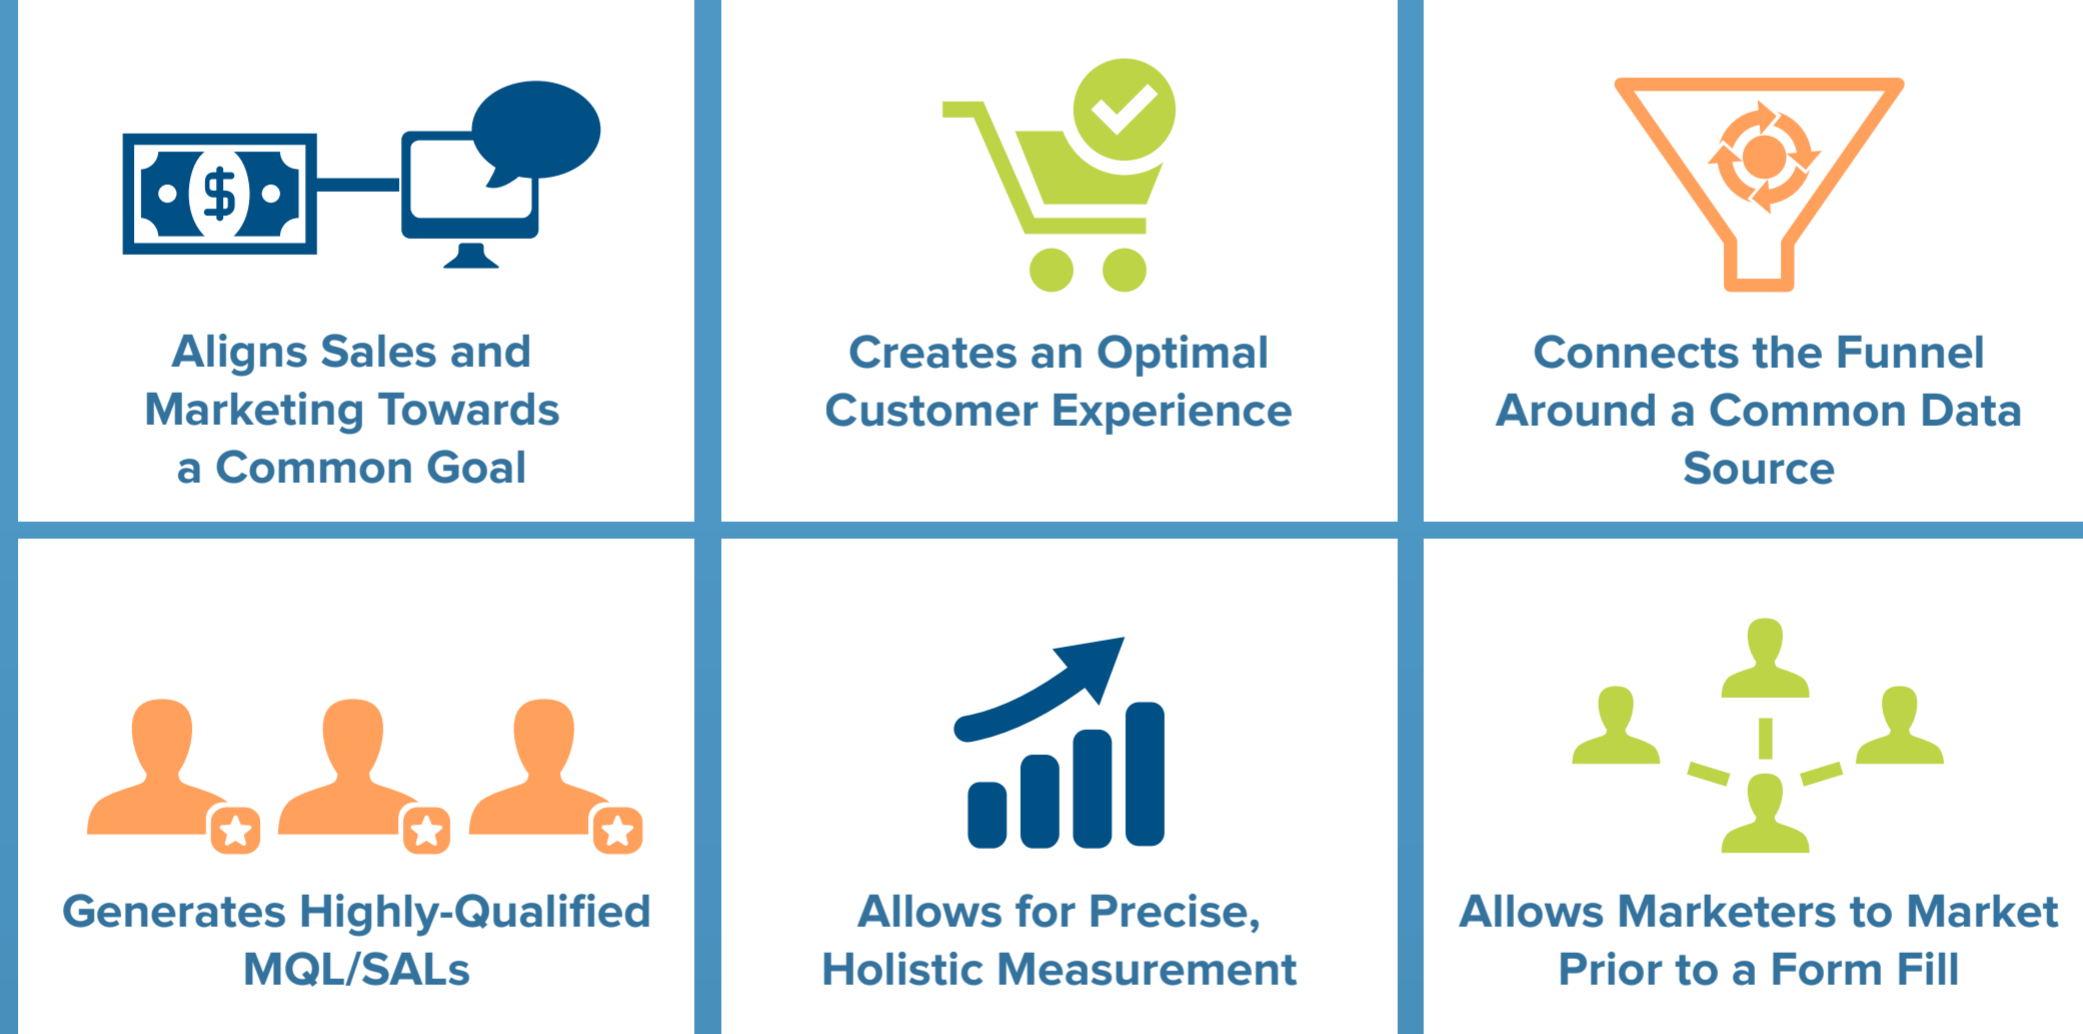 $
Aligns Sales and
Marketing Towards
a Common Goal
Creates an Optimal
Customer Experience
Connects the Funnel
Around a Common Data
Source
Generates Highly-Qualified
MQL/SALs
Allows for Precise,
Holistic Measurement
Allows Marketers to Market
Prior to a Form Fill